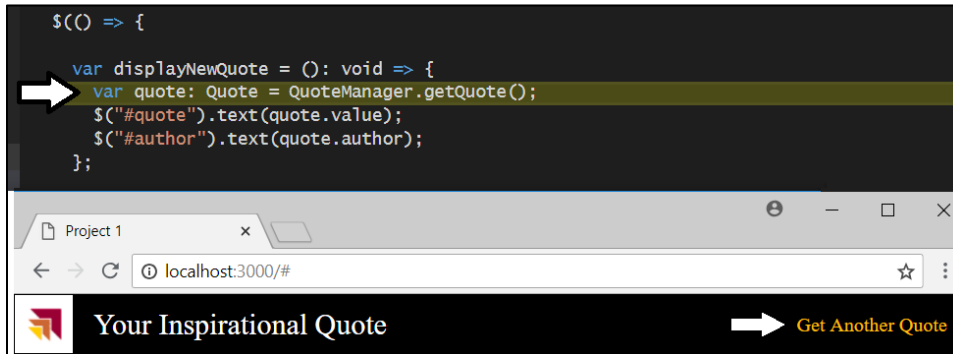 $(() => {
var displayNewQuote = (): void => {
var quote: Quote = QuoteManager.getQuote();
$("#quote").text(quote.value);
$("#author").text(quote.author);
};
Project 1
localhost:3000/#
Your Inspirational Quote Get Another Quote